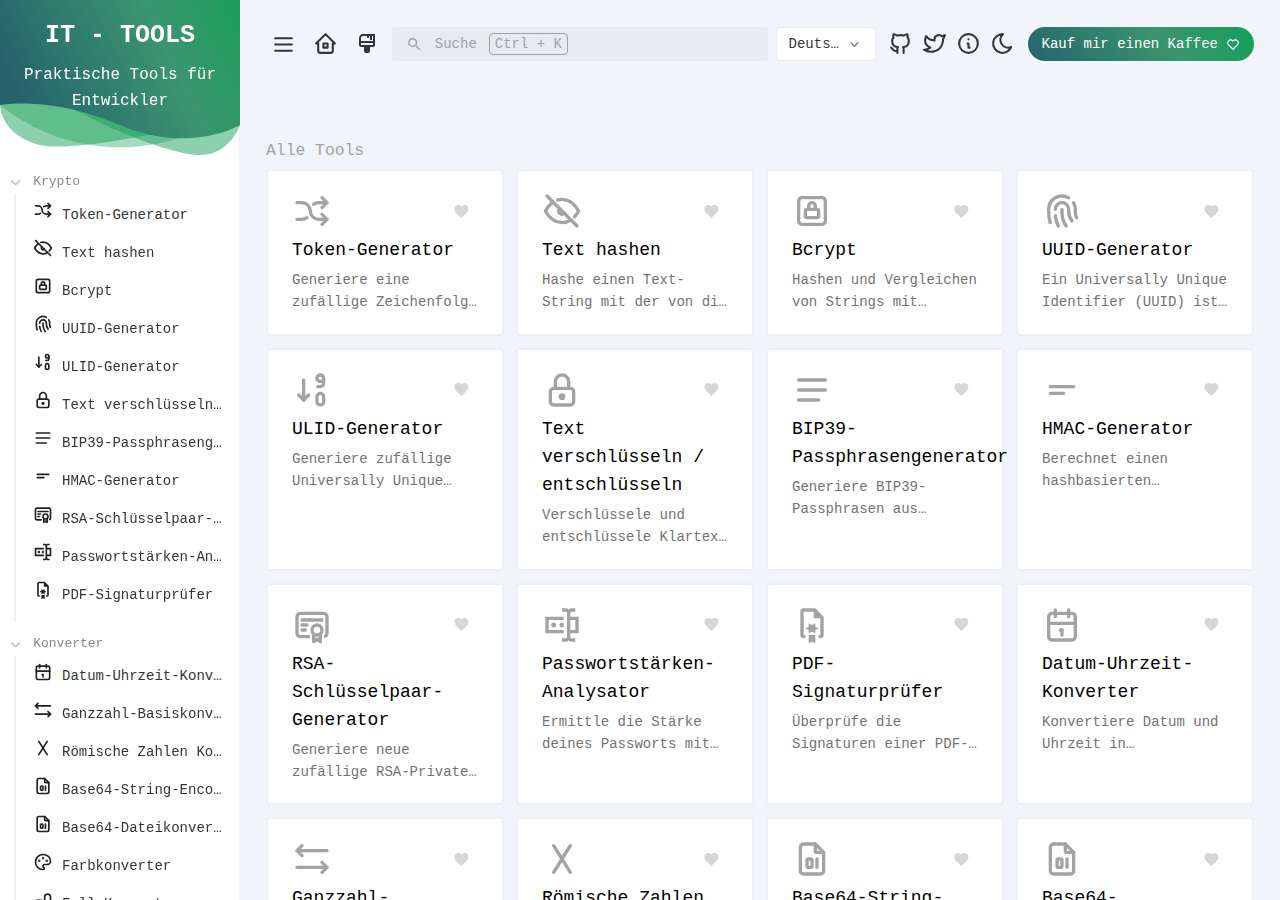 IT - TOOLS
Praktische Tools für
Entwickler
Krypto
Token-Generator
Text hashen
Bcrypt
UUID-Generator
ULID-Generator
Text verschlüsseln…
BIP39-Passphraseng…
HMAC-Generator
RSA-Schlüsselpaar-…
Passwortstärken-An…
PDF-Signaturprüfer
Konverter
Datum-Uhrzeit-Konv…
Ganzzahl-Basiskonv…
Römische Zahlen Ko…
Base64-String-Enco…
Base64-Dateikonver…
Farbkonverter
Suche Ctrl + K
Deuts…
Kauf mir einen Kaffee
Alle Tools
Token-Generator
Generiere eine
zufällige Zeichenfolg…
Text hashen
Hashe einen Text-
String mit der von di…
Bcrypt
Hashen und Vergleichen
von Strings mit…
UUID-Generator
Ein Universally Unique
Identifier (UUID) ist…
ULID-Generator
Generiere zufällige
Universally Unique…
Text
verschlüsseln /
entschlüsseln
Verschlüssele und
entschlüssele Klartex…
BIP39-
Passphrasengenerator
Generiere BIP39-
Passphrasen aus…
HMAC-Generator
Berechnet einen
hashbasierten…
RSA-
Schlüsselpaar-
Generator
Generiere neue
zufällige RSA-Private…
Passwortstärken-
Analysator
Ermittle die Stärke
deines Passworts mit…
PDF-
Signaturprüfer
Überprüfe die
Signaturen einer PDF-…
Datum-Uhrzeit-
Konverter
Konvertiere Datum und
Uhrzeit in…
Ganzzahl-
Römische Zahlen
Base64-String-
Base64-